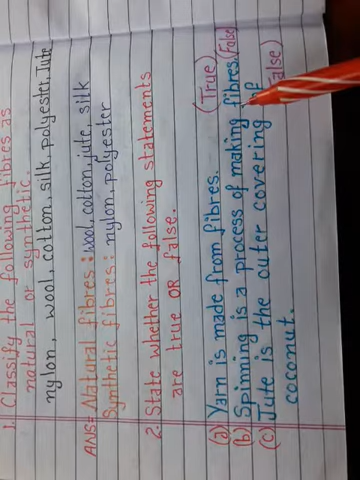 1. Classify the following fibres as
natural or synthetic.
nylon, wool, cotton, silk, polyester, Jute
ANS: Natural fibres: wool, cotton, jute, silk
Synthetic fibres: nylon, polyester
2. State whether the following statements
are true OR false.
(a) Yarn is made from fibres. (True)
(b) Spinning is a process of making fibres. (False)
(c) Jute is the outer covering of
coconut. False)